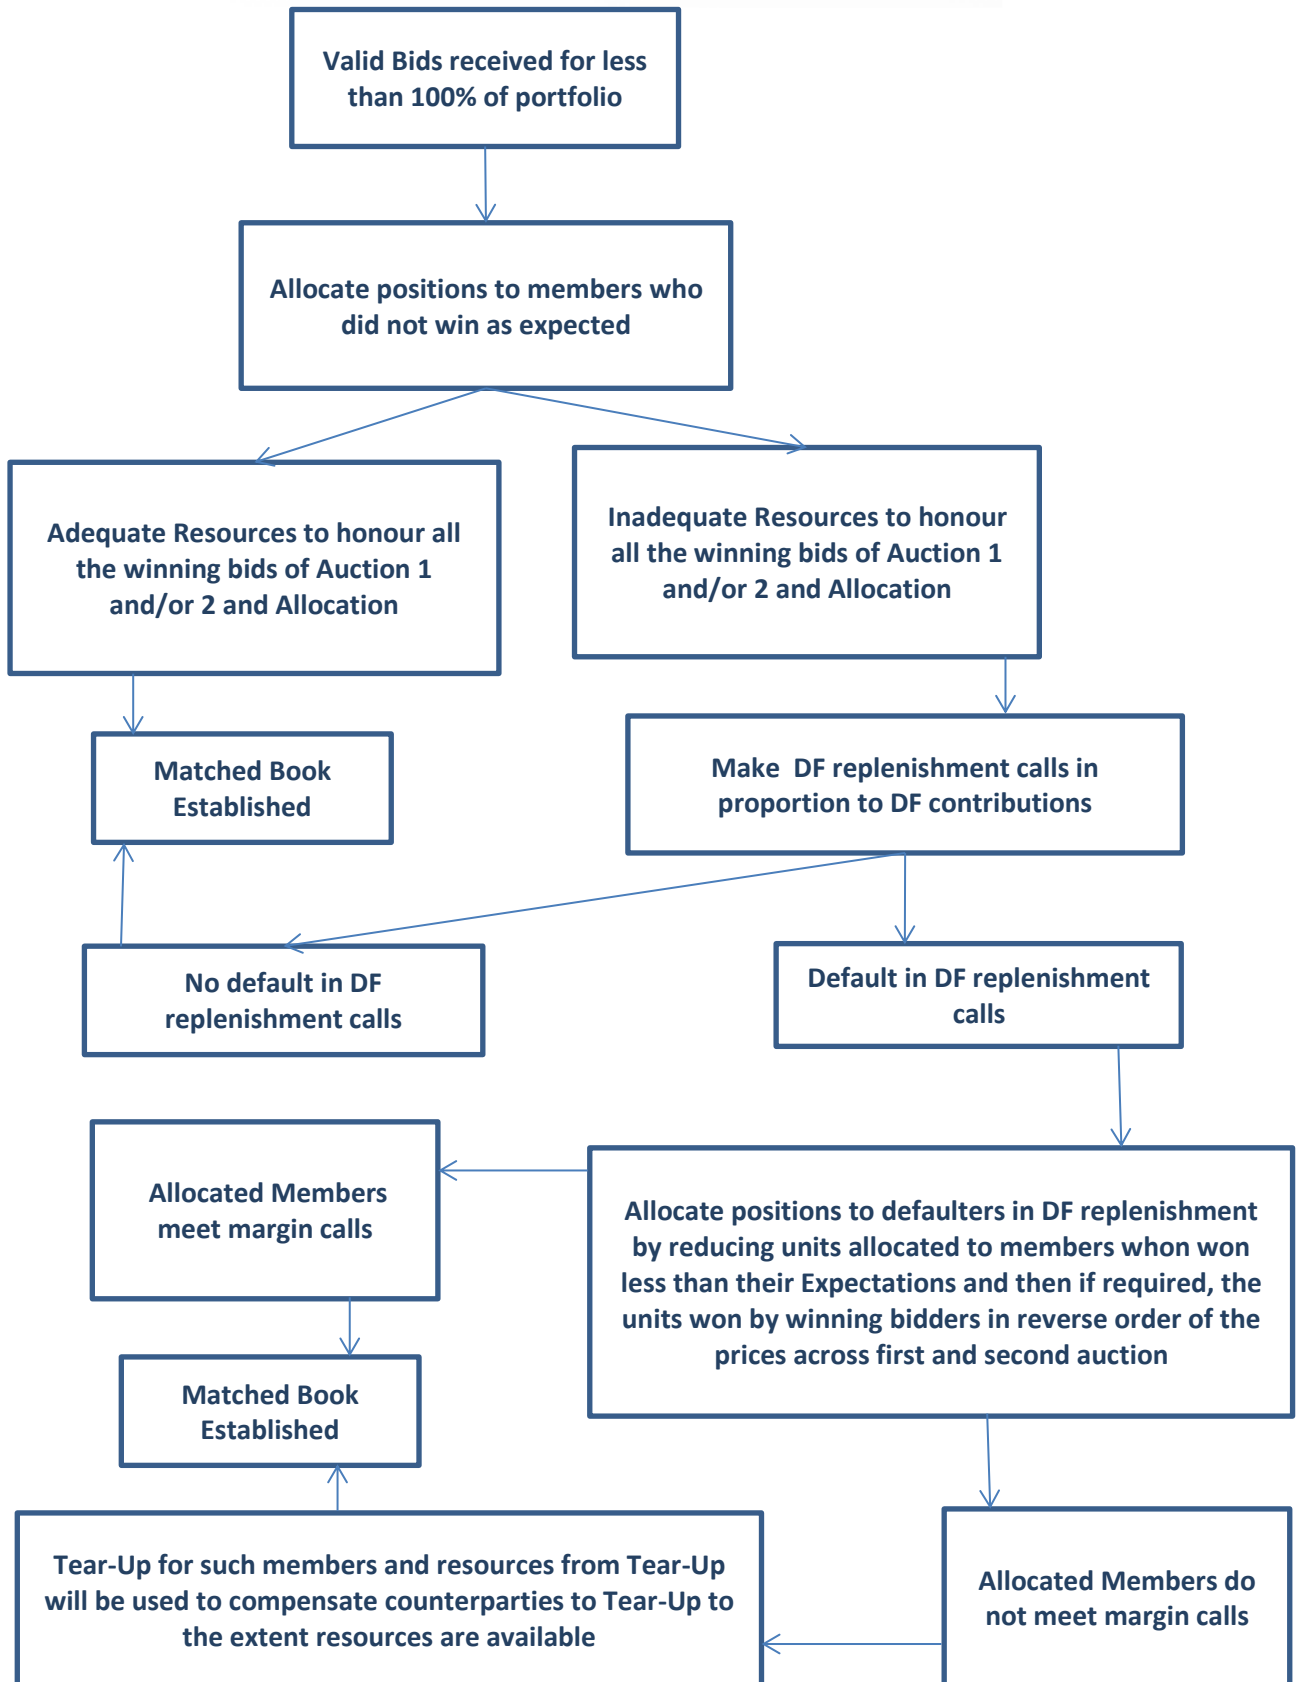 Valid Bids received for less
than 100% of portfolio
Allocate positions to members who
did not win as expected
Adequate Resources to honour all
the winning bids of Auction 1
and/or 2 and Allocation
Inadequate Resources to honour
all the winning bids of Auction 1
and/or 2 and Allocation
Matched Book
Established
Make DF replenishment calls in
proportion to DF contributions
No default in DF
replenishment calls
Default in DF replenishment
calls
Allocated Members
meet margin calls
Allocate positions to defaulters in DF replenishment
by reducing units allocated to members whon won
less than their Expectations and then if required, the
units won by winning bidders in reverse order of the
prices across first and second auction
Matched Book
Established
Tear-Up for such members and resources from Tear-Up
will be used to compensate counterparties to Tear-Up to
the extent resources are available
Allocated Members do
not meet margin calls